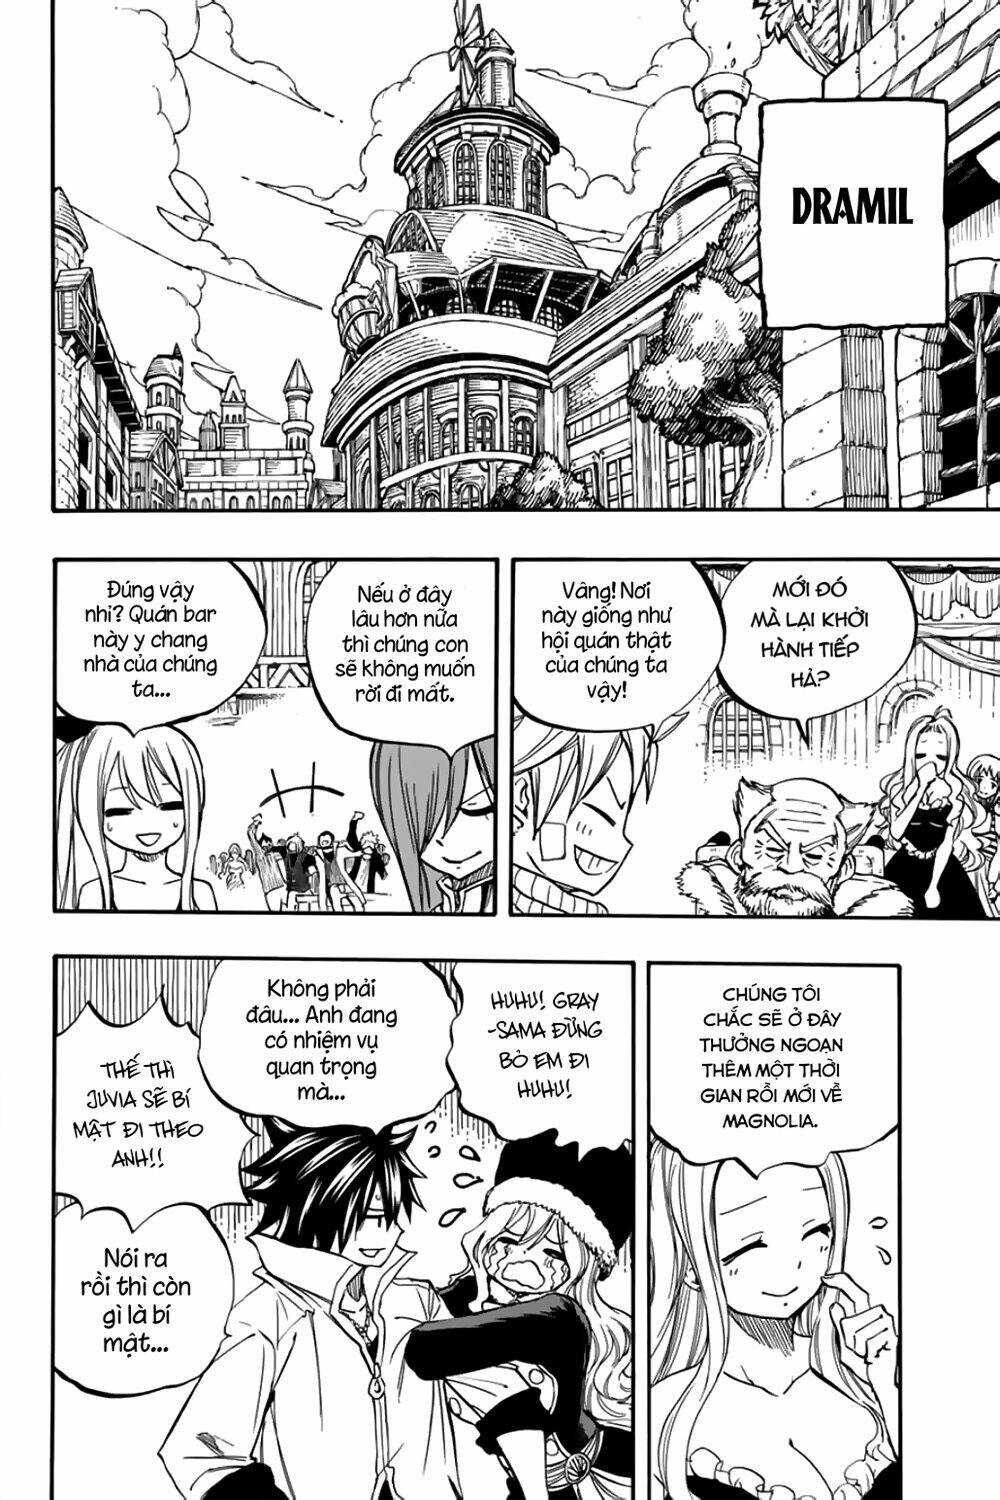 DRAMIL
MỚI ĐÓ
MÀ LẠI KHỞI
HÀNH TIẾP
HẢ?
Vâng! Nơi
này giống như
hội quán thật
của chúng ta
vậy!
Nếu ở đây
lâu hơn nữa
thì chúng con
sẽ không muốn
rời đi mất.
Đúng vậy
nhỉ? Quán bar
này y chang
nhà của chúng
ta...
CHÚNG TÔI
CHẮC SẼ Ở ĐÂY
THƯỞNG NGOẠN
THÊM MỘT THỜI
GIAN RỒI MỚI VỀ
MAGNOLIA.
HUHU! GRAY
-SAMA ĐỪNG
BỎ EM ĐI
HUHU!
Không phải
đâu... Anh đang
có nhiệm vụ
quan trọng
mà...
THẾ THÌ
JUVIA SẼ BÍ
MẬT ĐI THEO
ANH!!
Nói ra
rồi thì còn
gì là bí
mật...